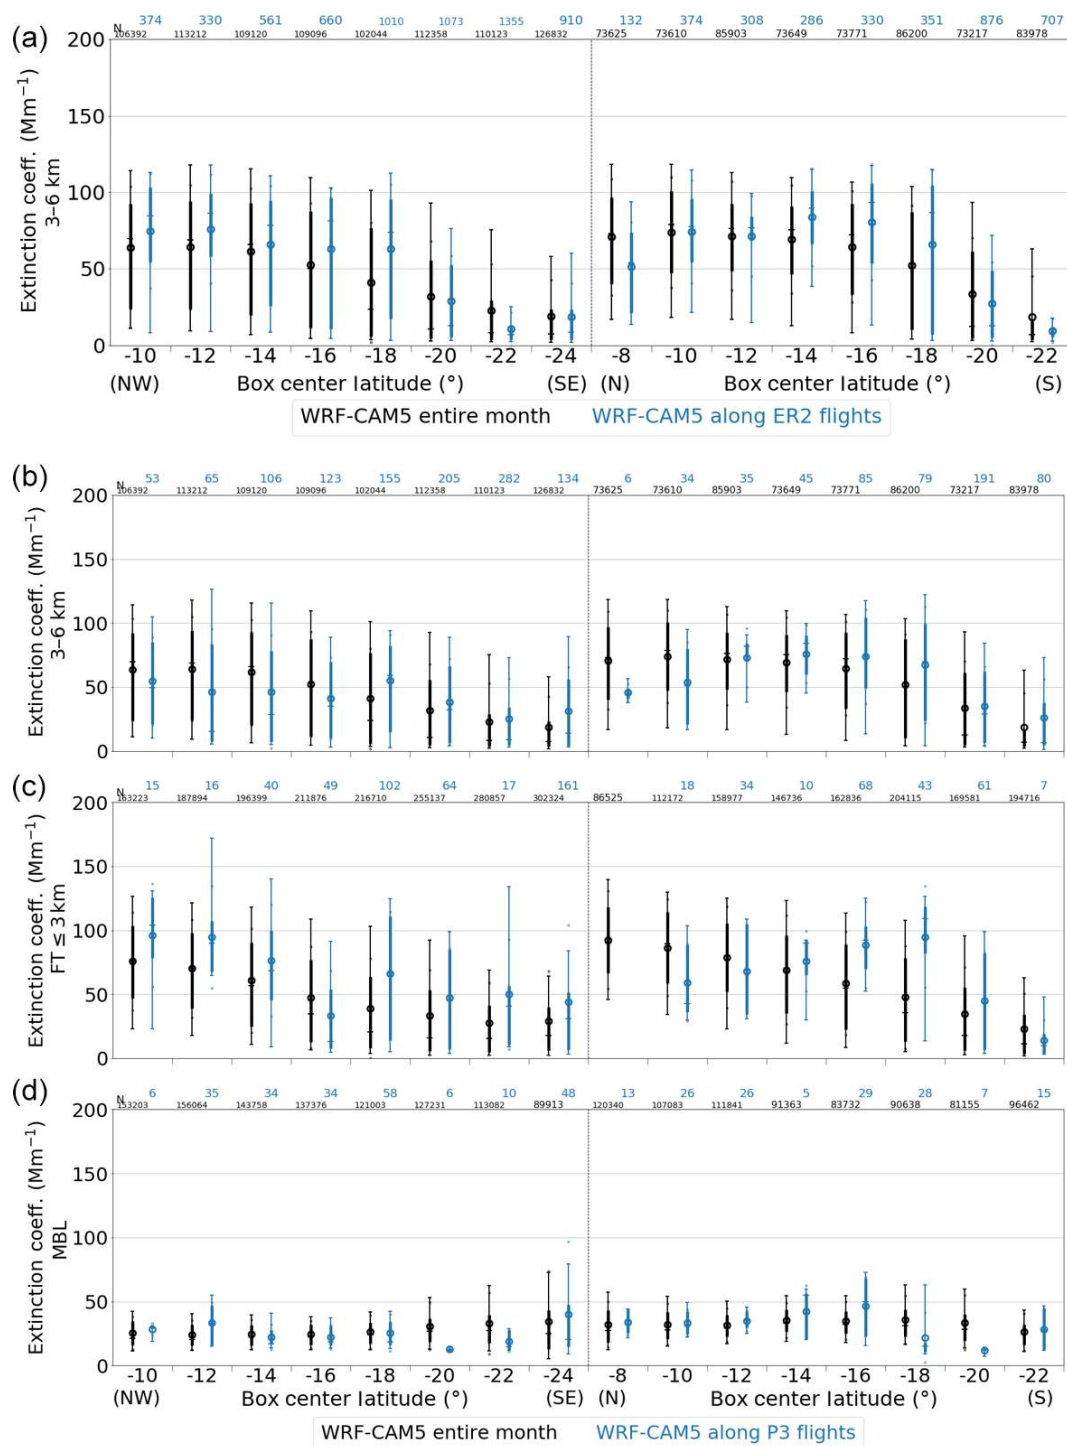 (a)
N 374 330 561 660 1010 1073 1355 910 132 374 308 286 330 351 876 707
106392 113212 109120 109096 102044 112358 110123 126832 73625 73610 85903 73649 73771 86200 73217 83978
Extinction coeff. (Mm−1)
3–6 km
200
150
100
50
0
-10 -12 -14 -16 -18 -20 -22 -24 -8 -10 -12 -14 -16 -18 -20 -22
(NW) Box center latitude (°) (SE) (N) Box center latitude (°) (S)
WRF-CAM5 entire month WRF-CAM5 along ER2 flights
(b)
N 53 65 106 123 155 205 282 134 6 34 35 45 85 79 191 80
106392 113212 109120 109096 102044 112358 110123 126832 73625 73610 85903 73649 73771 86200 73217 83978
Extinction coeff. (Mm−1)
3–6 km
200
150
100
50
0
(c)
N 15 16 40 49 102 64 17 161 18 34 10 68 43 61 7
163223 187894 196399 211876 216710 255137 280857 302324 86525 112172 158977 146736 162836 204115 169581 194716
Extinction coeff. (Mm−1)
FT ≤ 3 km
200
150
100
50
0
(d)
N 6 35 34 34 58 6 10 48 13 26 26 5 29 28 7 15
153203 156064 143758 137376 121003 127231 113082 89913 120340 107083 111841 91363 83732 90638 81155 96462
Extinction coeff. (Mm−1)
MBL
200
150
100
50
0
-10 -12 -14 -16 -18 -20 -22 -24 -8 -10 -12 -14 -16 -18 -20 -22
(NW) Box center latitude (°) (SE) (N) Box center latitude (°) (S)
WRF-CAM5 entire month WRF-CAM5 along P3 flights